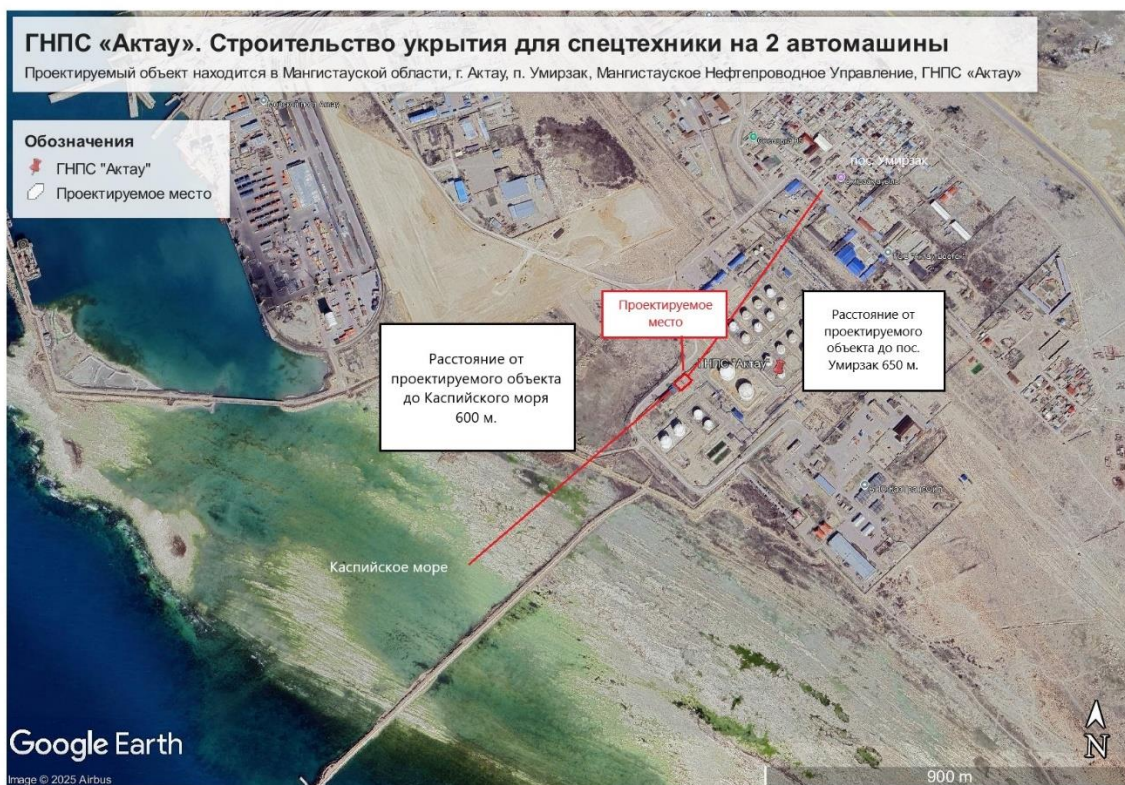 ГНПС «Актау». Строительство укрытия для спецтехники на 2 автомашины
Проектируемый объект находится в Мангистауской области, г. Актау, п. Умирзак, Мангистауское Нефтепроводное Управление, ГНПС «Актау»
Обозначения
ГНПС "Актау"
Проектируемое место
пос. Умирзак
Проектируемое
место
Расстояние от
проектируемого
объекта до пос.
Умирзак 650 м.
ГНПС "Актау"
Расстояние от
проектируемого объекта
до Каспийского моря
600 м.
Каспийское море
Google Earth
Image © 2025 Airbus
N
900 m